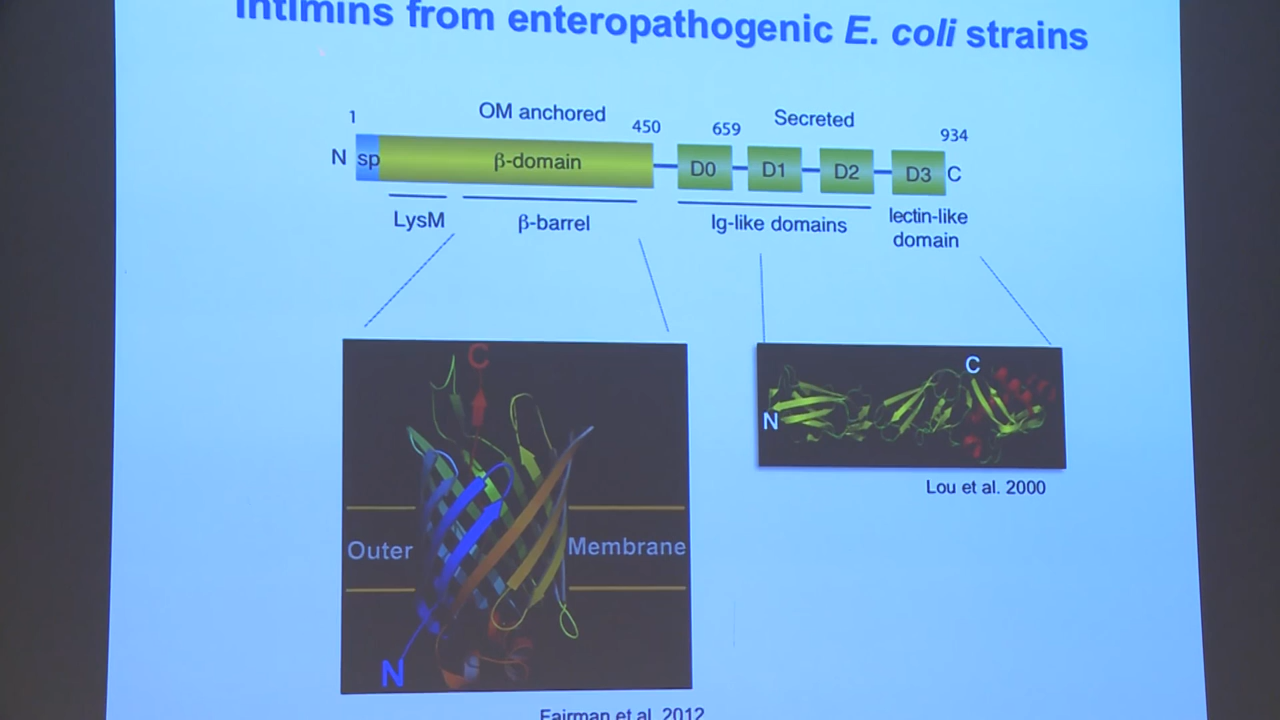 Intimins from enteropathogenic E. coli strains
1 OM anchored 450 659 Secreted 934
N sp β-domain D0 D1 D2 D3 C
LysM β-barrel Ig-like domains lectin-like
domain
C
C
N
Lou et al. 2000
Outer Membrane
N
Fairman et al. 2012